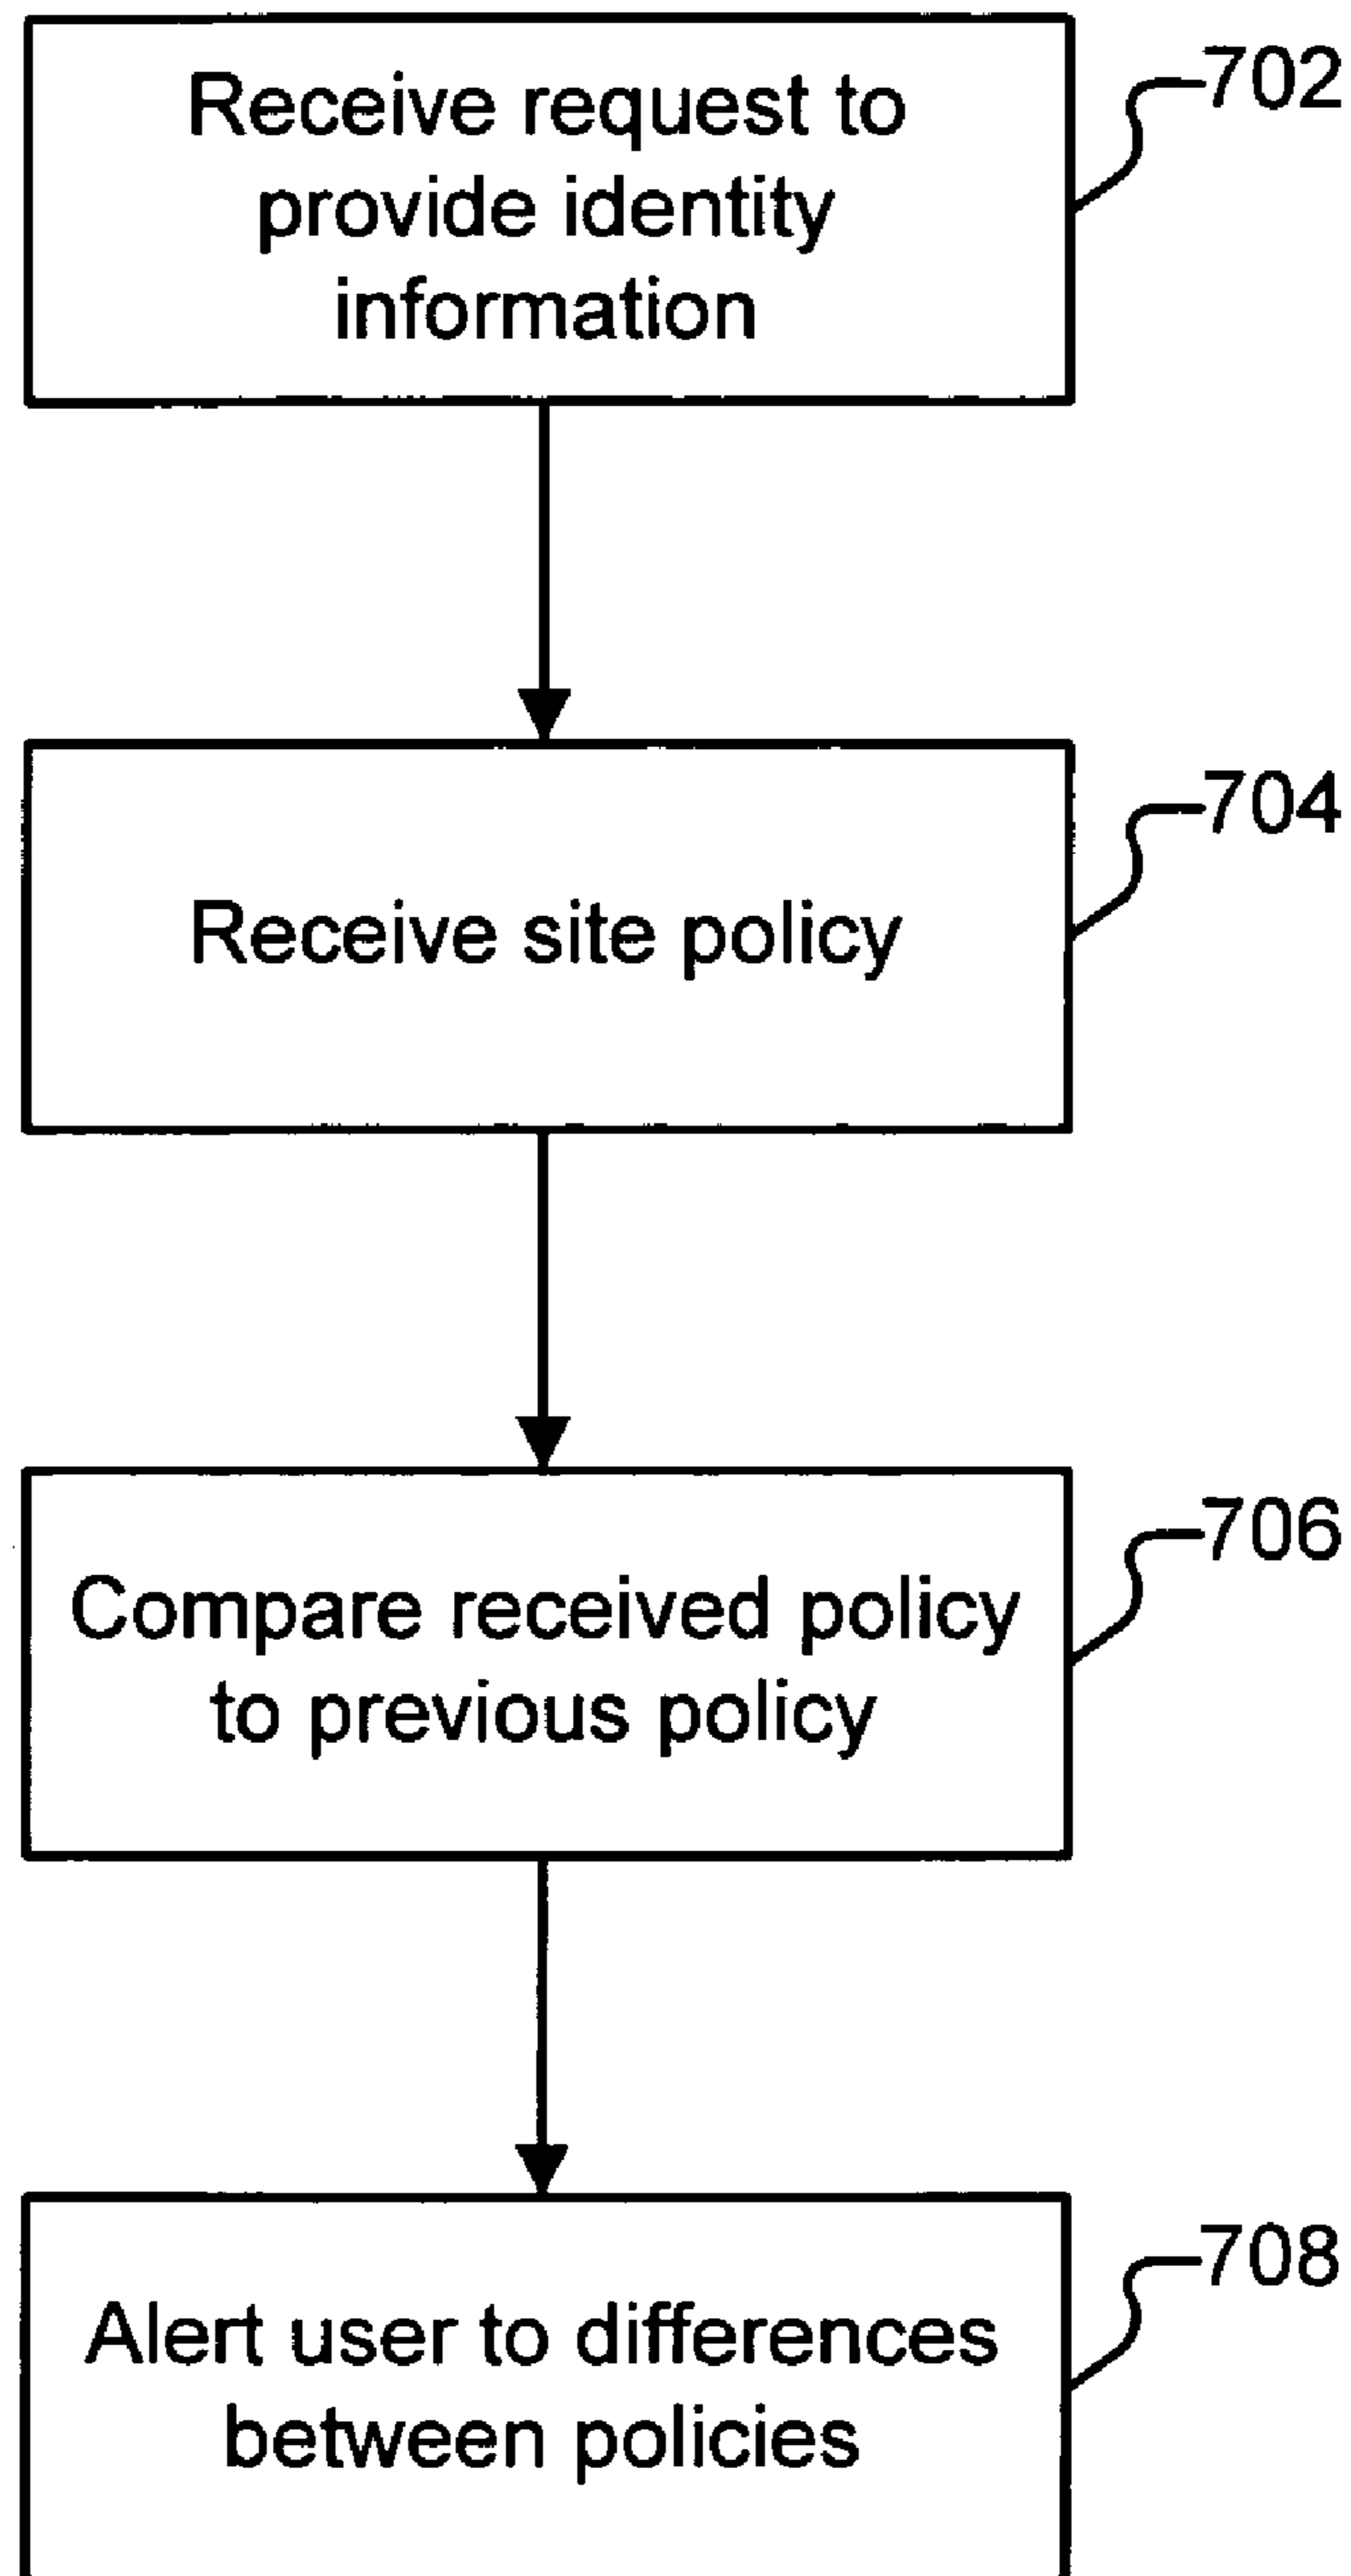 Receive request to
provide identity
information
702
Receive site policy
704
Compare received policy
to previous policy
706
Alert user to differences
between policies
708